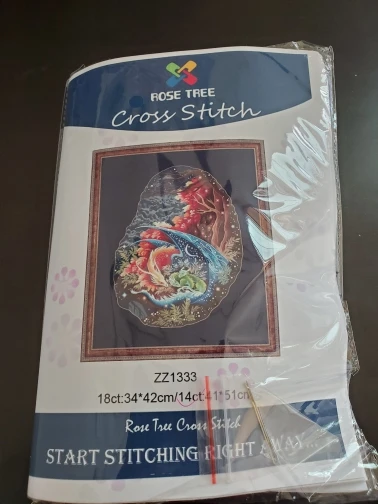 ROSE TREE
Cross Stitch
ZZ1333
18ct:34*42cm/14ct:41*51cm
Rose Tree Cross Stitch
START STITCHING RIGHT AWAY...